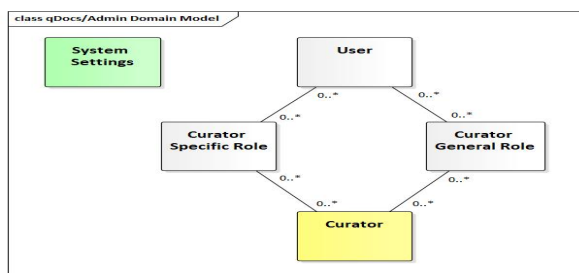 class qDocs/Admin Domain Model
System
Settings
User
0..*
0..*
0..*
0..*
Curator
Specific Role
Curator
General Role
0..*
0..*
0..*
0..*
Curator